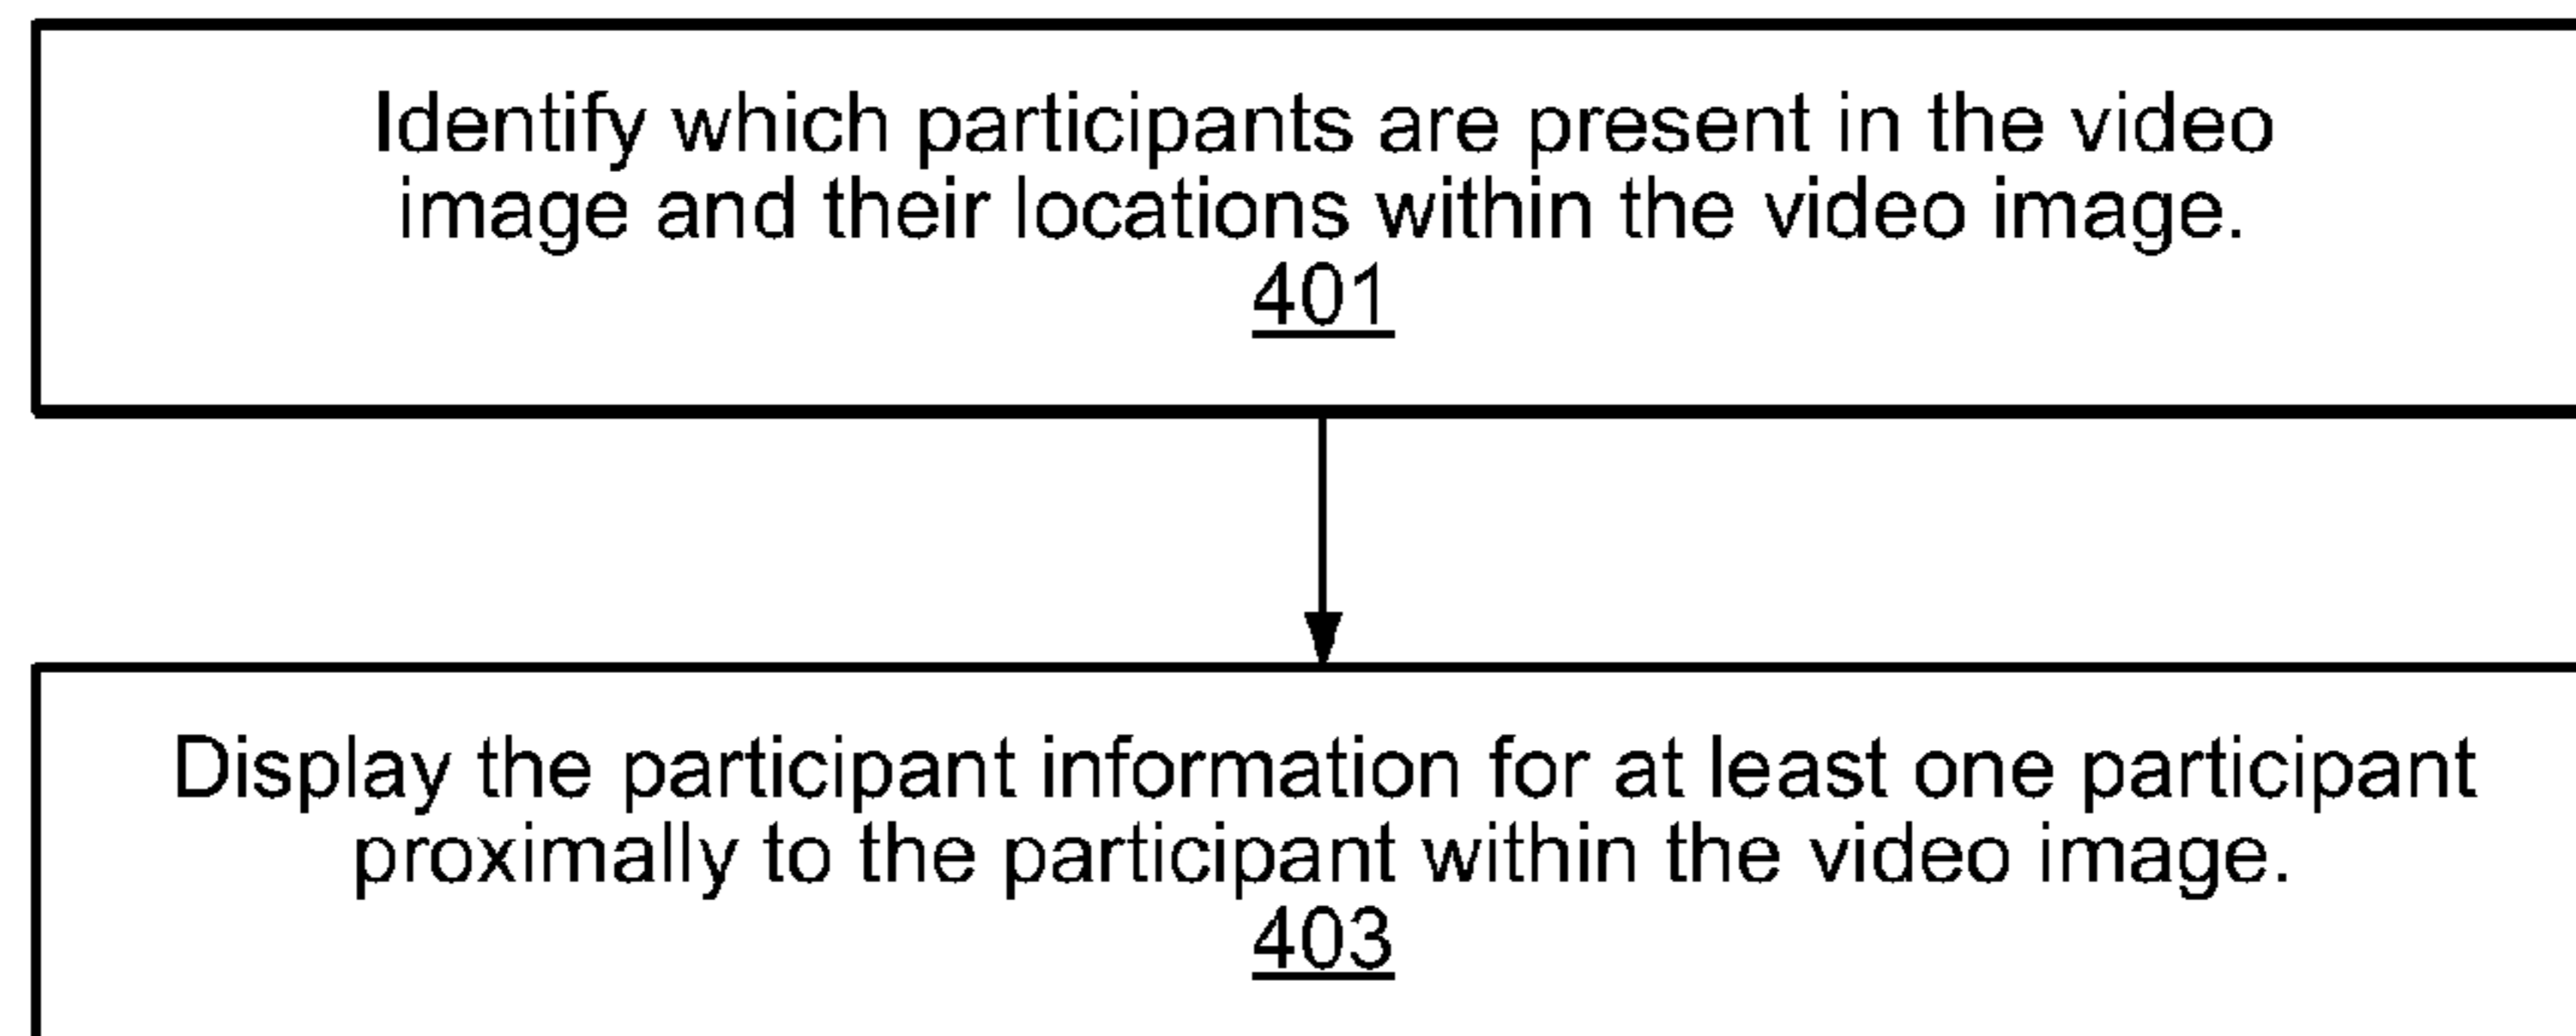 Identify which participants are present in the video
image and their locations within the video image.
401
Display the participant information for at least one participant
proximally to the participant within the video image.
403